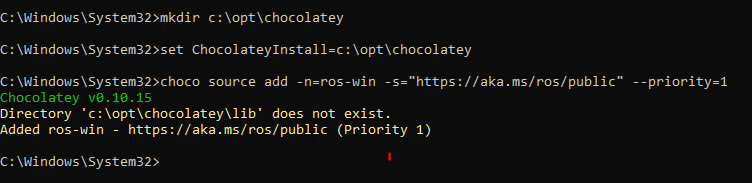 C:\Windows\System32>mkdir c:\opt\chocolatey
C:\Windows\System32>set ChocolateyInstall=c:\opt\chocolatey
C:\Windows\System32>choco source add -n=ros-win -s="https://aka.ms/ros/public" --priority=1
Chocolatey v0.10.15
Directory 'c:\opt\chocolatey\lib' does not exist.
Added ros-win - https://aka.ms/ros/public (Priority 1)
C:\Windows\System32>